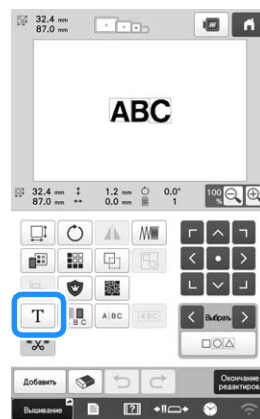 32.4 mm
87.0 mm
ABC
32.4 mm 1.2 mm 0.0°
87.0 mm 0.0 mm 1
100 %
T
B C
A BC
ABC
Выбрать
Добавить
Окончание
редактиров.
Вышивание